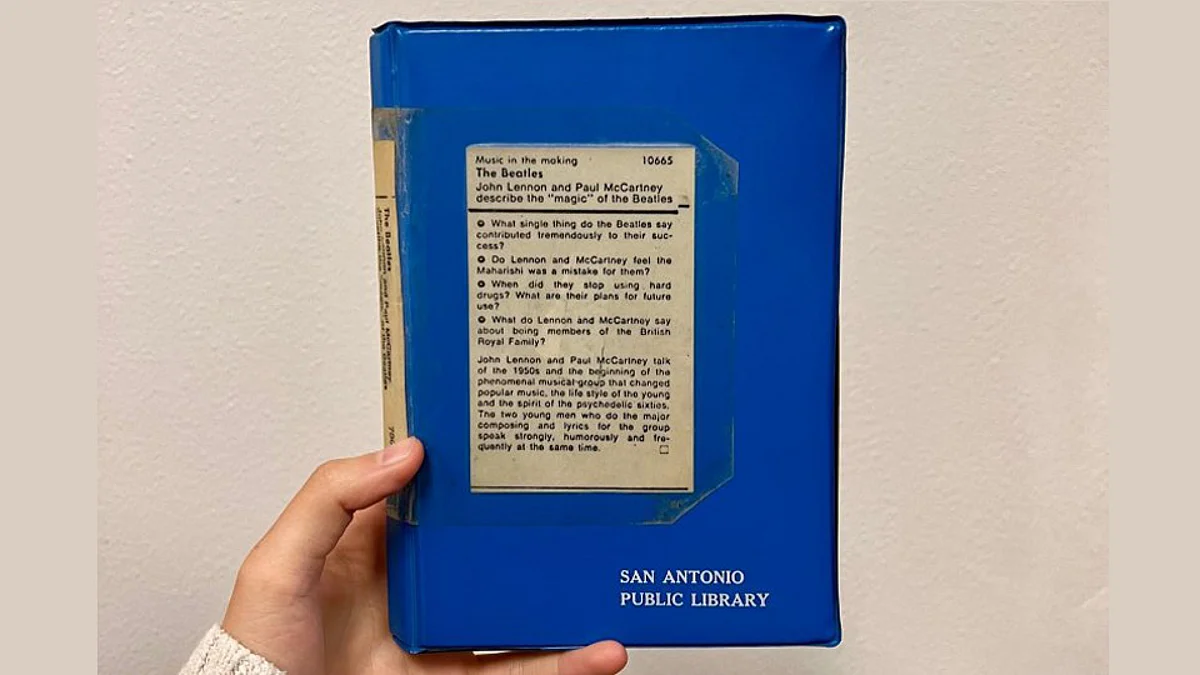 Music in the making 10665
The Beatles
John Lennon and Paul McCartney
describe the "magic" of the Beatles
What single thing do the Beatles say
contributed tremendously to their suc-
cess?
Do Lennon and McCartney feel the
Maharishi was a mistake for them?
When did they stop using hard
drugs? What are their plans for future
use?
What do Lennon and McCartney say
about being members of the British
Royal Family?
John Lennon and Paul McCartney talk
of the 1950s and the beginning of the
phenomenal musical-group that changed
popular music, the life style of the young
and the spirit of the psychedelic sixties.
The two young men who do the major
composing and lyrics for the group
speak strongly, humorously and fre-
quently at the same time.
The Beatles
and Paul McCartney
SAN ANTONIO
PUBLIC LIBRARY